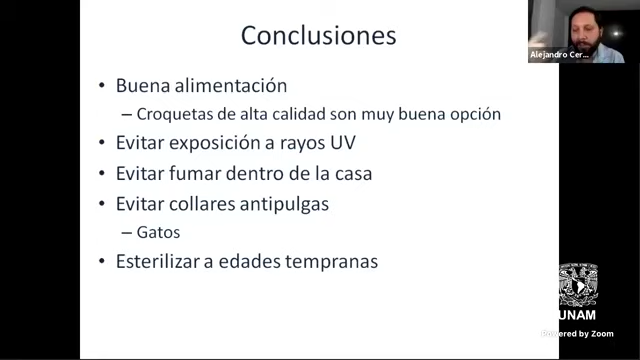 Conclusiones
Alejandro Cer...
• Buena alimentación
– Croquetas de alta calidad son muy buena opción
• Evitar exposición a rayos UV
• Evitar fumar dentro de la casa
• Evitar collares antipulgas
– Gatos
• Esterilizar a edades tempranas
UNAM
Powered by Zoom